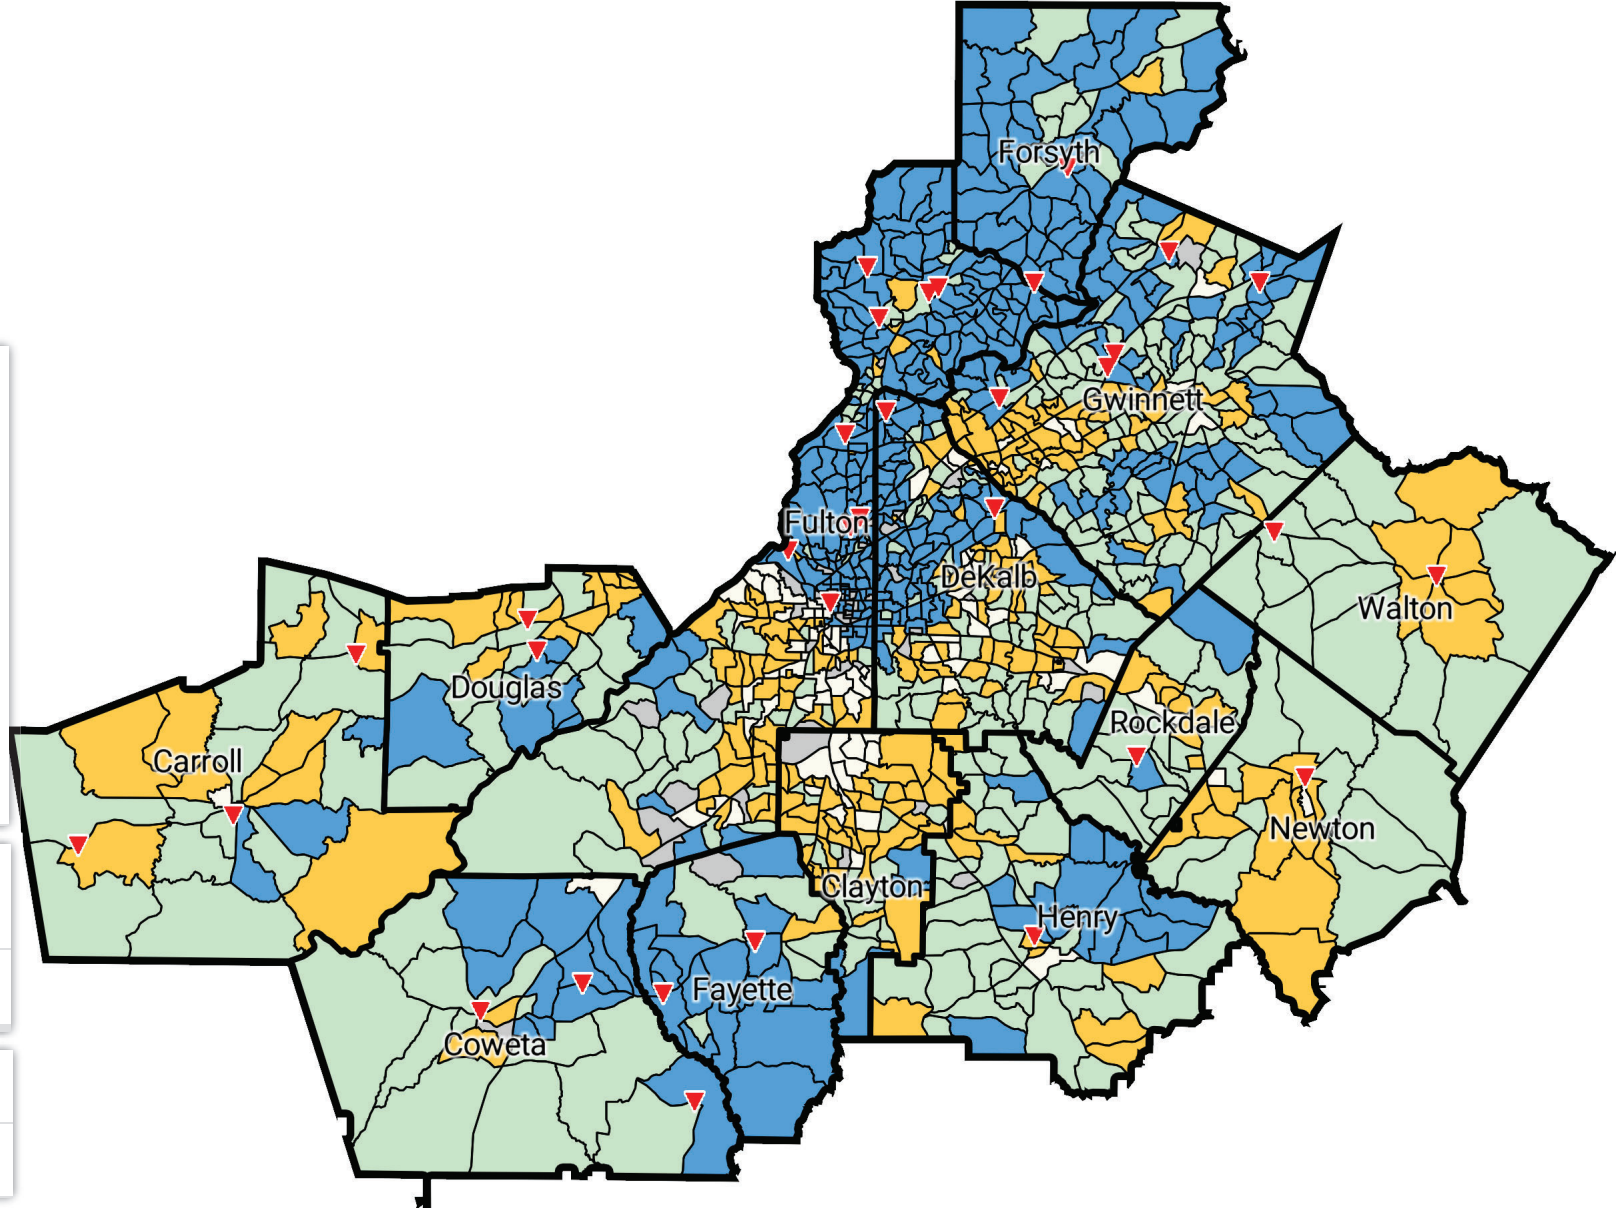 Forsyth
Gwinnett
Fulton
DeKalb
Walton
Douglas
Rockdale
Carroll
Newton
Clayton
Henry
Fayette
Coweta